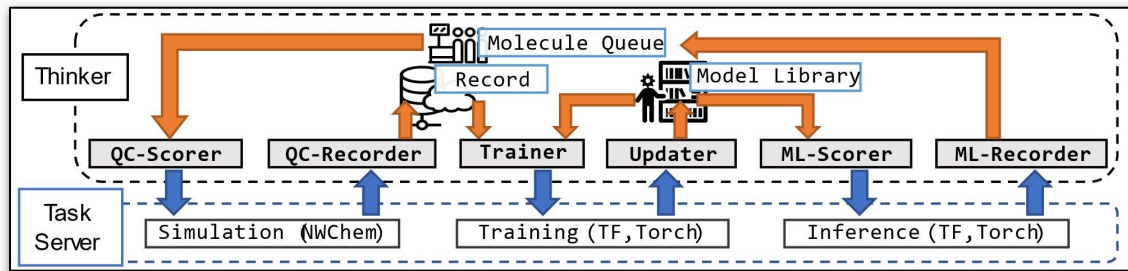 Molecule Queue
Thinker
Record
Model Library
QC-Scorer
QC-Recorder
Trainer
Updater
ML-Scorer
ML-Recorder
Task
Server
Simulation (NWChem)
Training (TF,Torch)
Inference (TF,Torch)